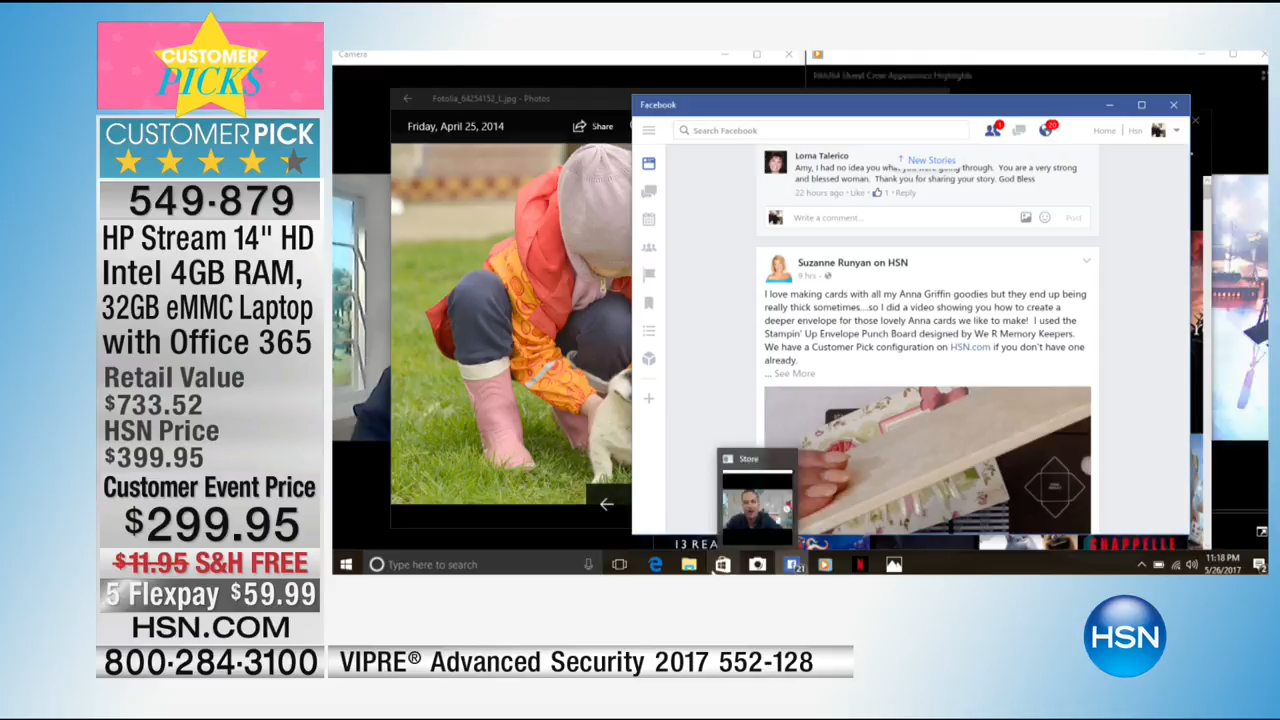 CUSTOMER
PICKS
CUSTOMER PICK
549-879
HP Stream 14" HD
Intel 4GB RAM,
32GB eMMC Laptop
with Office 365
Retail Value
$733.52
HSN Price
$399.95
Customer Event Price
$299.95
$11.95 S&H FREE
5 Flexpay $59.99
HSN.COM
800-284-3100
VIPRE® Advanced Security 2017 552-128
HSN
Camera
Fotolia_64254152_L.jpg - Photos
Friday, April 25, 2014
Share
Facebook
Search Facebook
1
20
Home
Hsn
Lorna Talerico
↑ New Stories
Amy, I had no idea you were going through. You are a very strong
and blessed woman. Thank you for sharing your story. God Bless
22 hours ago · Like · 1 · Reply
Write a comment...
Post
Suzanne Runyan on HSN
9 hrs ·
I love making cards with all my Anna Griffin goodies but they end up being
really thick sometimes...so I did a video showing you how to create a
deeper envelope for those lovely Anna cards we like to make! I used the
Stampin' Up Envelope Punch Board designed by We R Memory Keepers.
We have a Customer Pick configuration on HSN.com if you don't have one
already.
... See More
Store
13 REA
CHAPPELLE
Type here to search
21
N
11:18 PM
5/26/2017
2